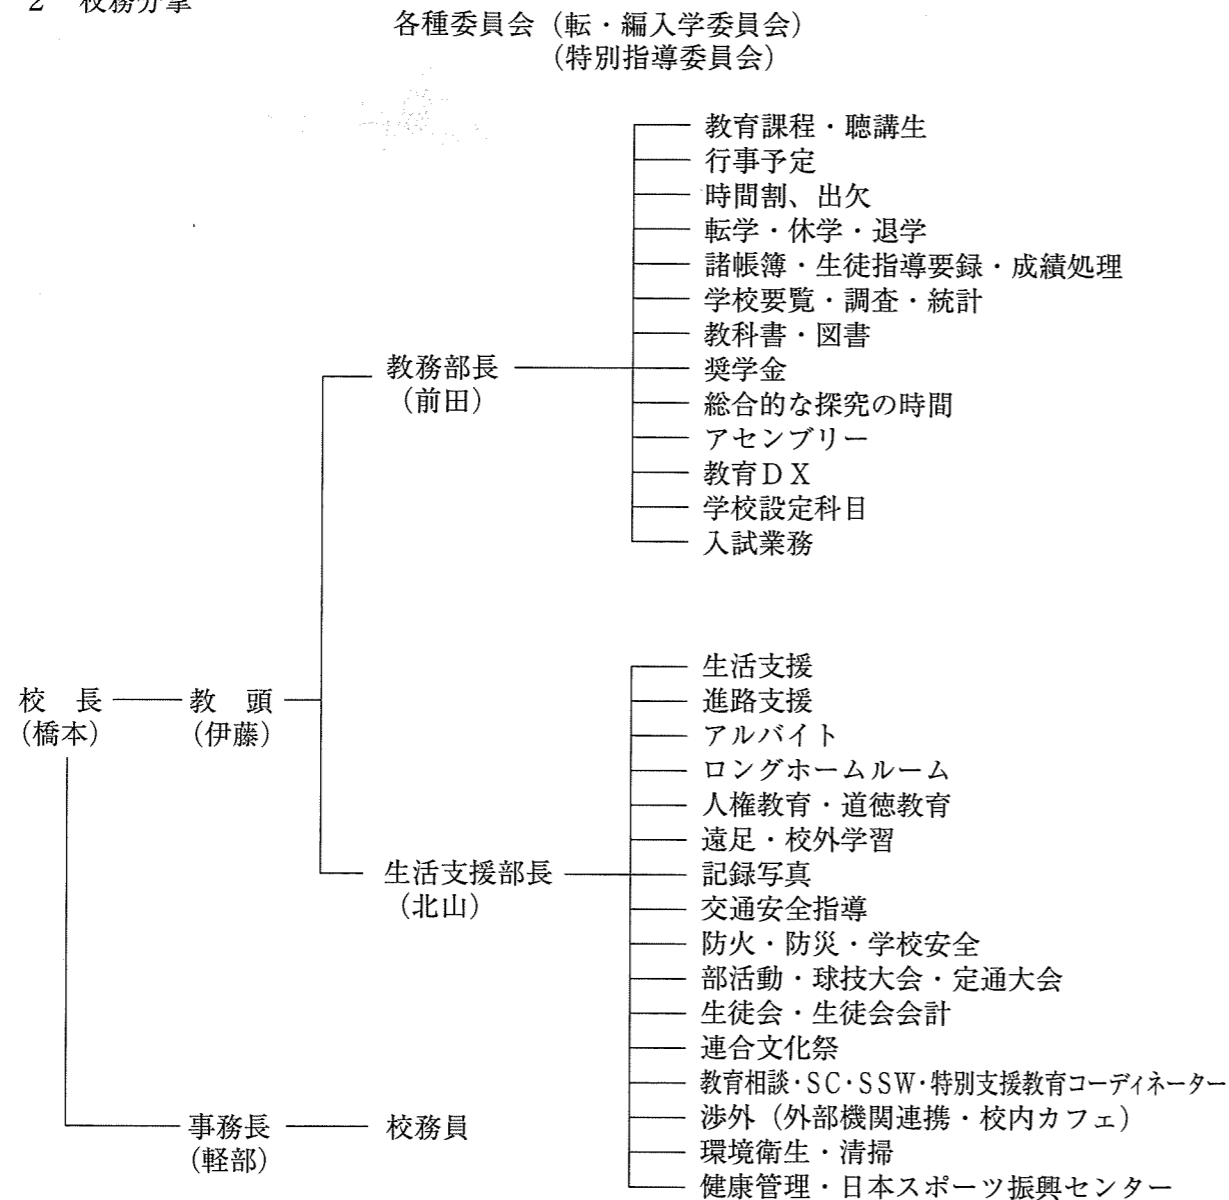 2　校務分掌
各種委員会（転・編入学委員会）
（特別指導委員会）
教育課程・聴講生
行事予定
時間割、出欠
転学・休学・退学
諸帳簿・生徒指導要録・成績処理
学校要覧・調査・統計
教科書・図書
教務部長
（前田）
奨学金
総合的な探究の時間
アセンブリー
教育ＤＸ
学校設定科目
入試業務
校　長
（橋本）
教　頭
（伊藤）
生活支援
進路支援
アルバイト
ロングホームルーム
人権教育・道徳教育
遠足・校外学習
生活支援部長
（北山）
記録写真
交通安全指導
防火・防災・学校安全
部活動・球技大会・定通大会
生徒会・生徒会会計
連合文化祭
教育相談・ＳＣ・ＳＳＷ・特別支援教育コーディネーター
渉外（外部機関連携・校内カフェ）
環境衛生・清掃
健康管理・日本スポーツ振興センター
事務長
（軽部）
校務員